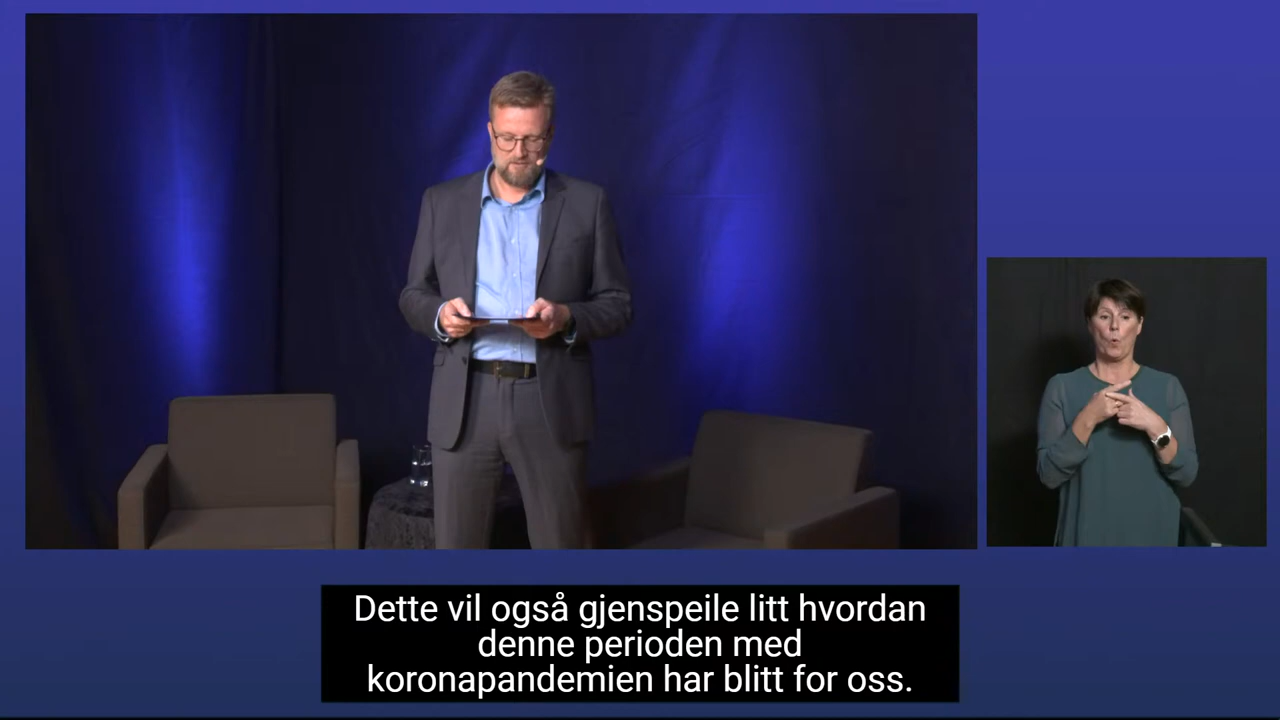 Dette vil også gjenspeile litt hvordan
denne perioden med
koronapandemien har blitt for oss.